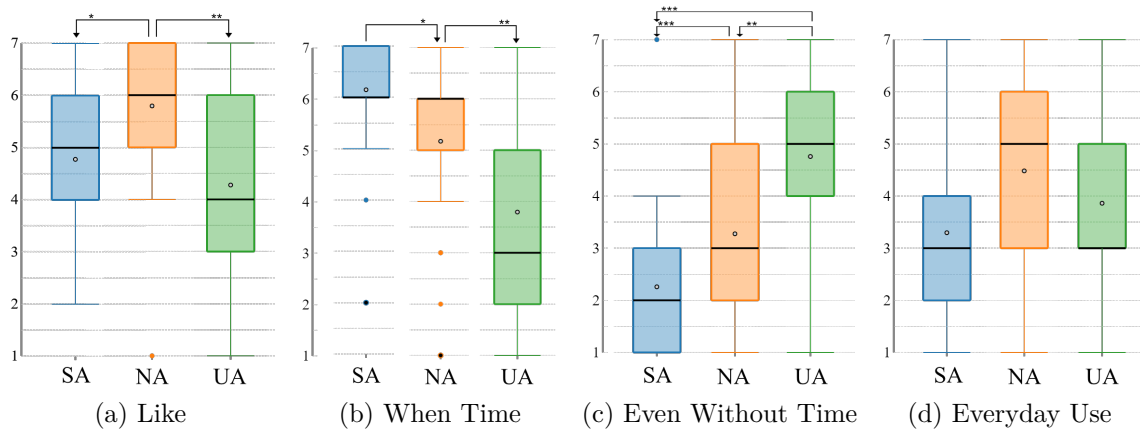 * ** * ** *** *** **
7 7 7 7
6 6 6 6
5 5 5 5
4 4 4 4
3 3 3 3
2 2 2 2
1 1 1 1
SA NA UA SA NA UA SA NA UA SA NA UA
(a) Like (b) When Time (c) Even Without Time (d) Everyday Use